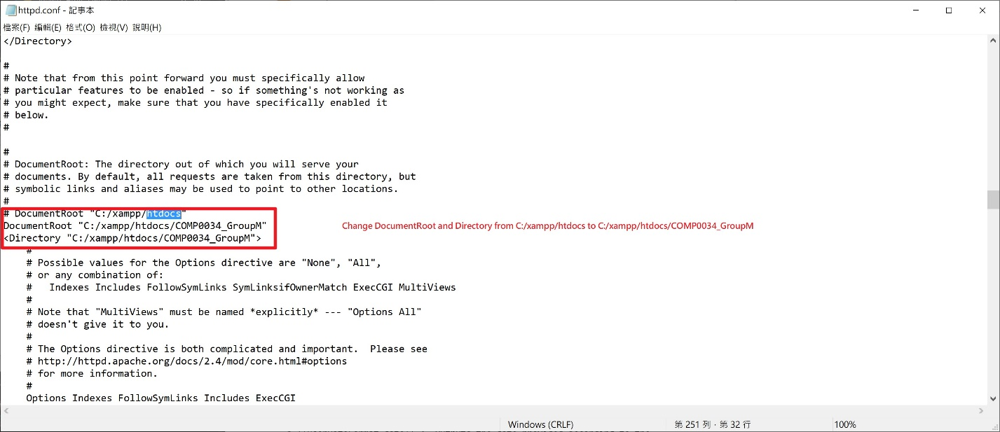 httpd.conf - 記事本
檔案(F) 編輯(E) 格式(O) 檢視(V) 說明(H)
</Directory>
#
# Note that from this point forward you must specifically allow
# particular features to be enabled - so if something's not working as
# you might expect, make sure that you have specifically enabled it
# below.
#
#
# DocumentRoot: The directory out of which you will serve your
# documents. By default, all requests are taken from this directory, but
# symbolic links and aliases may be used to point to other locations.
#
# DocumentRoot "C:/xampp/htdocs"
DocumentRoot "C:/xampp/htdocs/COMP0034_GroupM"
Change DocumentRoot and Directory from C:/xampp/htdocs to C:/xampp/htdocs/COMP0034_GroupM
<Directory "C:/xampp/htdocs/COMP0034_GroupM">
#
# Possible values for the Options directive are "None", "All",
# or any combination of:
#   Indexes Includes FollowSymLinks SymLinksifOwnerMatch ExecCGI MultiViews
#
# Note that "MultiViews" must be named *explicitly* --- "Options All"
# doesn't give it to you.
#
# The Options directive is both complicated and important.  Please see
# http://httpd.apache.org/docs/2.4/mod/core.html#options
# for more information.
#
Options Indexes FollowSymLinks Includes ExecCGI
Windows (CRLF) 第 251 列，第 32 行 100%